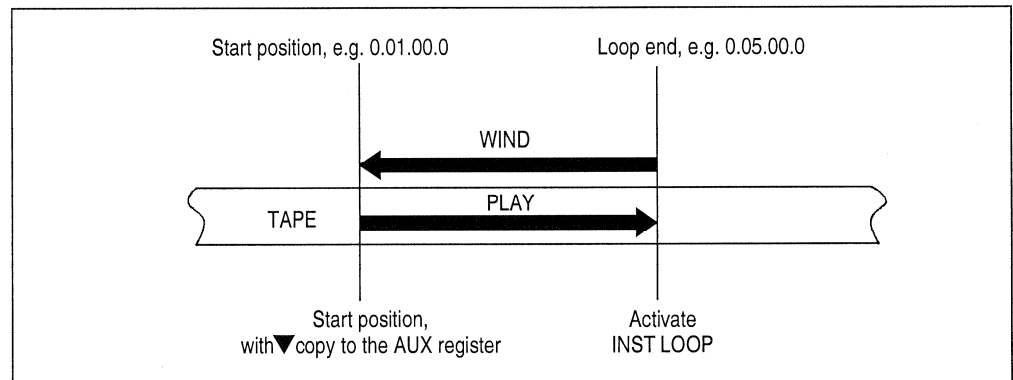 Start position, e.g. 0.01.00.0
Loop end, e.g. 0.05.00.0
WIND
PLAY
TAPE
Start position,
with▼copy to the AUX register
Activate
INST LOOP